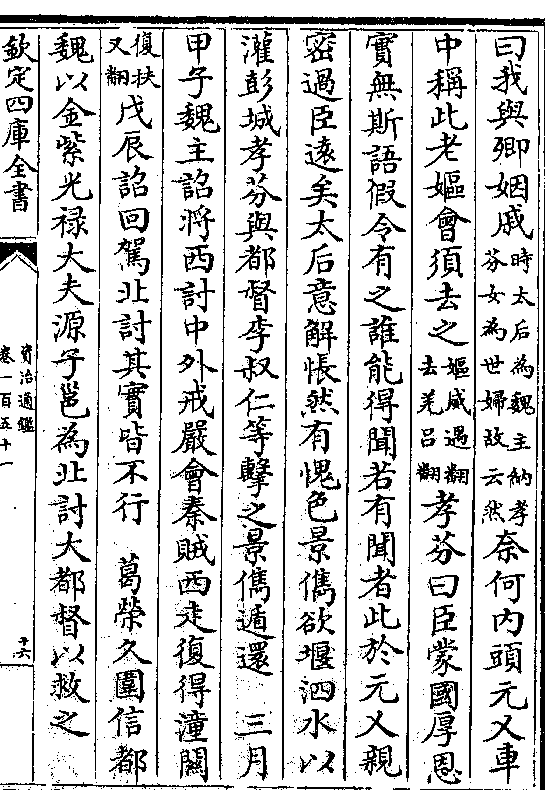 曰我與卿姻戚時太后為魏主納孝芬女為世婦故云然奈何内頭元乂車
中稱此老嫗會須去之嫗威遇翻去羌呂翻孝芬曰臣蒙國厚恩
實無斯語假令有之誰能得聞若有聞者此於元乂親
密過臣遠矣太后意解悵然有愧色景儁欲堰泗水以
灌彭城孝芬與都督李叔仁等擊之景儁遁還 三月
甲子魏主詔將西討中外戒嚴會秦賊西走復得潼關
復扶又翻戊辰詔回駕北討其實皆不行 葛榮久圍信都
魏以金紫光禄大夫源子邕為北討大都督以救之
欽定四庫全書
資治通鑑
卷一百五十一
十六